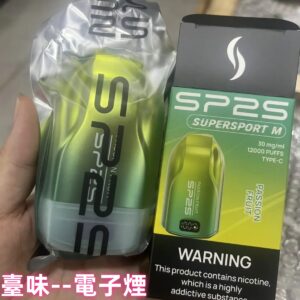 SP2S
SP2S
SUPERSPORT M
30 mg/ml
12000 PUFFS
TYPE-C
PASSION FRUIT
SP2S
WARNING
This product contains nicotine,
which is a highly
addictive substance
臺味--電子煙